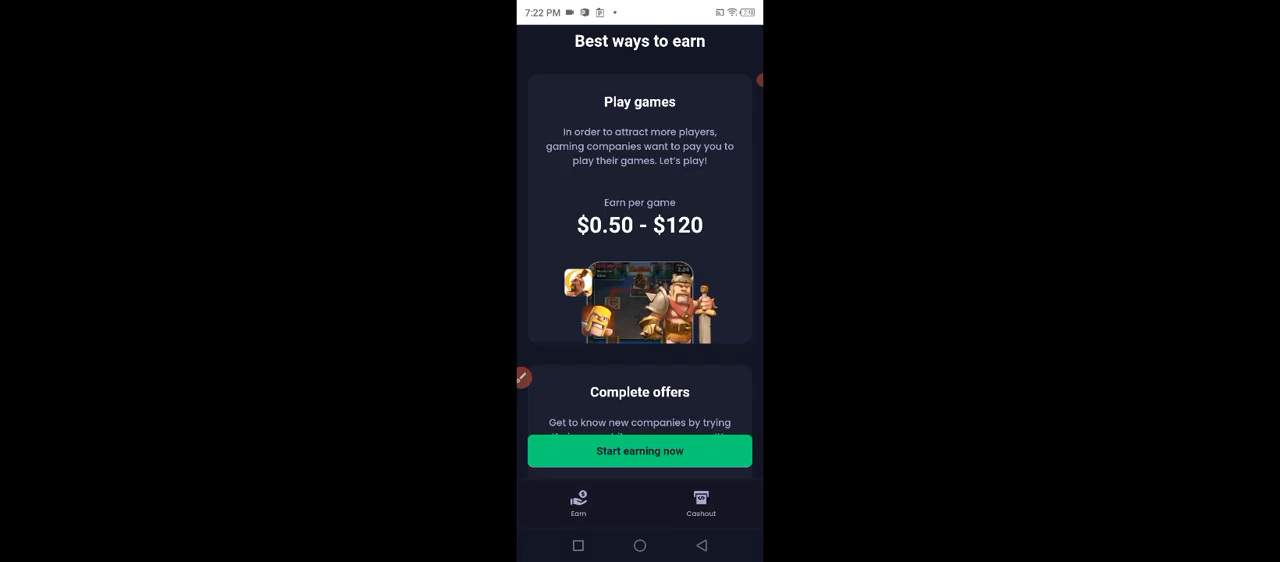 7:22 PM
Best ways to earn
Play games
In order to attract more players,
gaming companies want to pay you to
play their games. Let's play!
Earn per game
$0.50 - $120
Complete offers
Get to know new companies by trying
Start earning now
Earn
Cashout